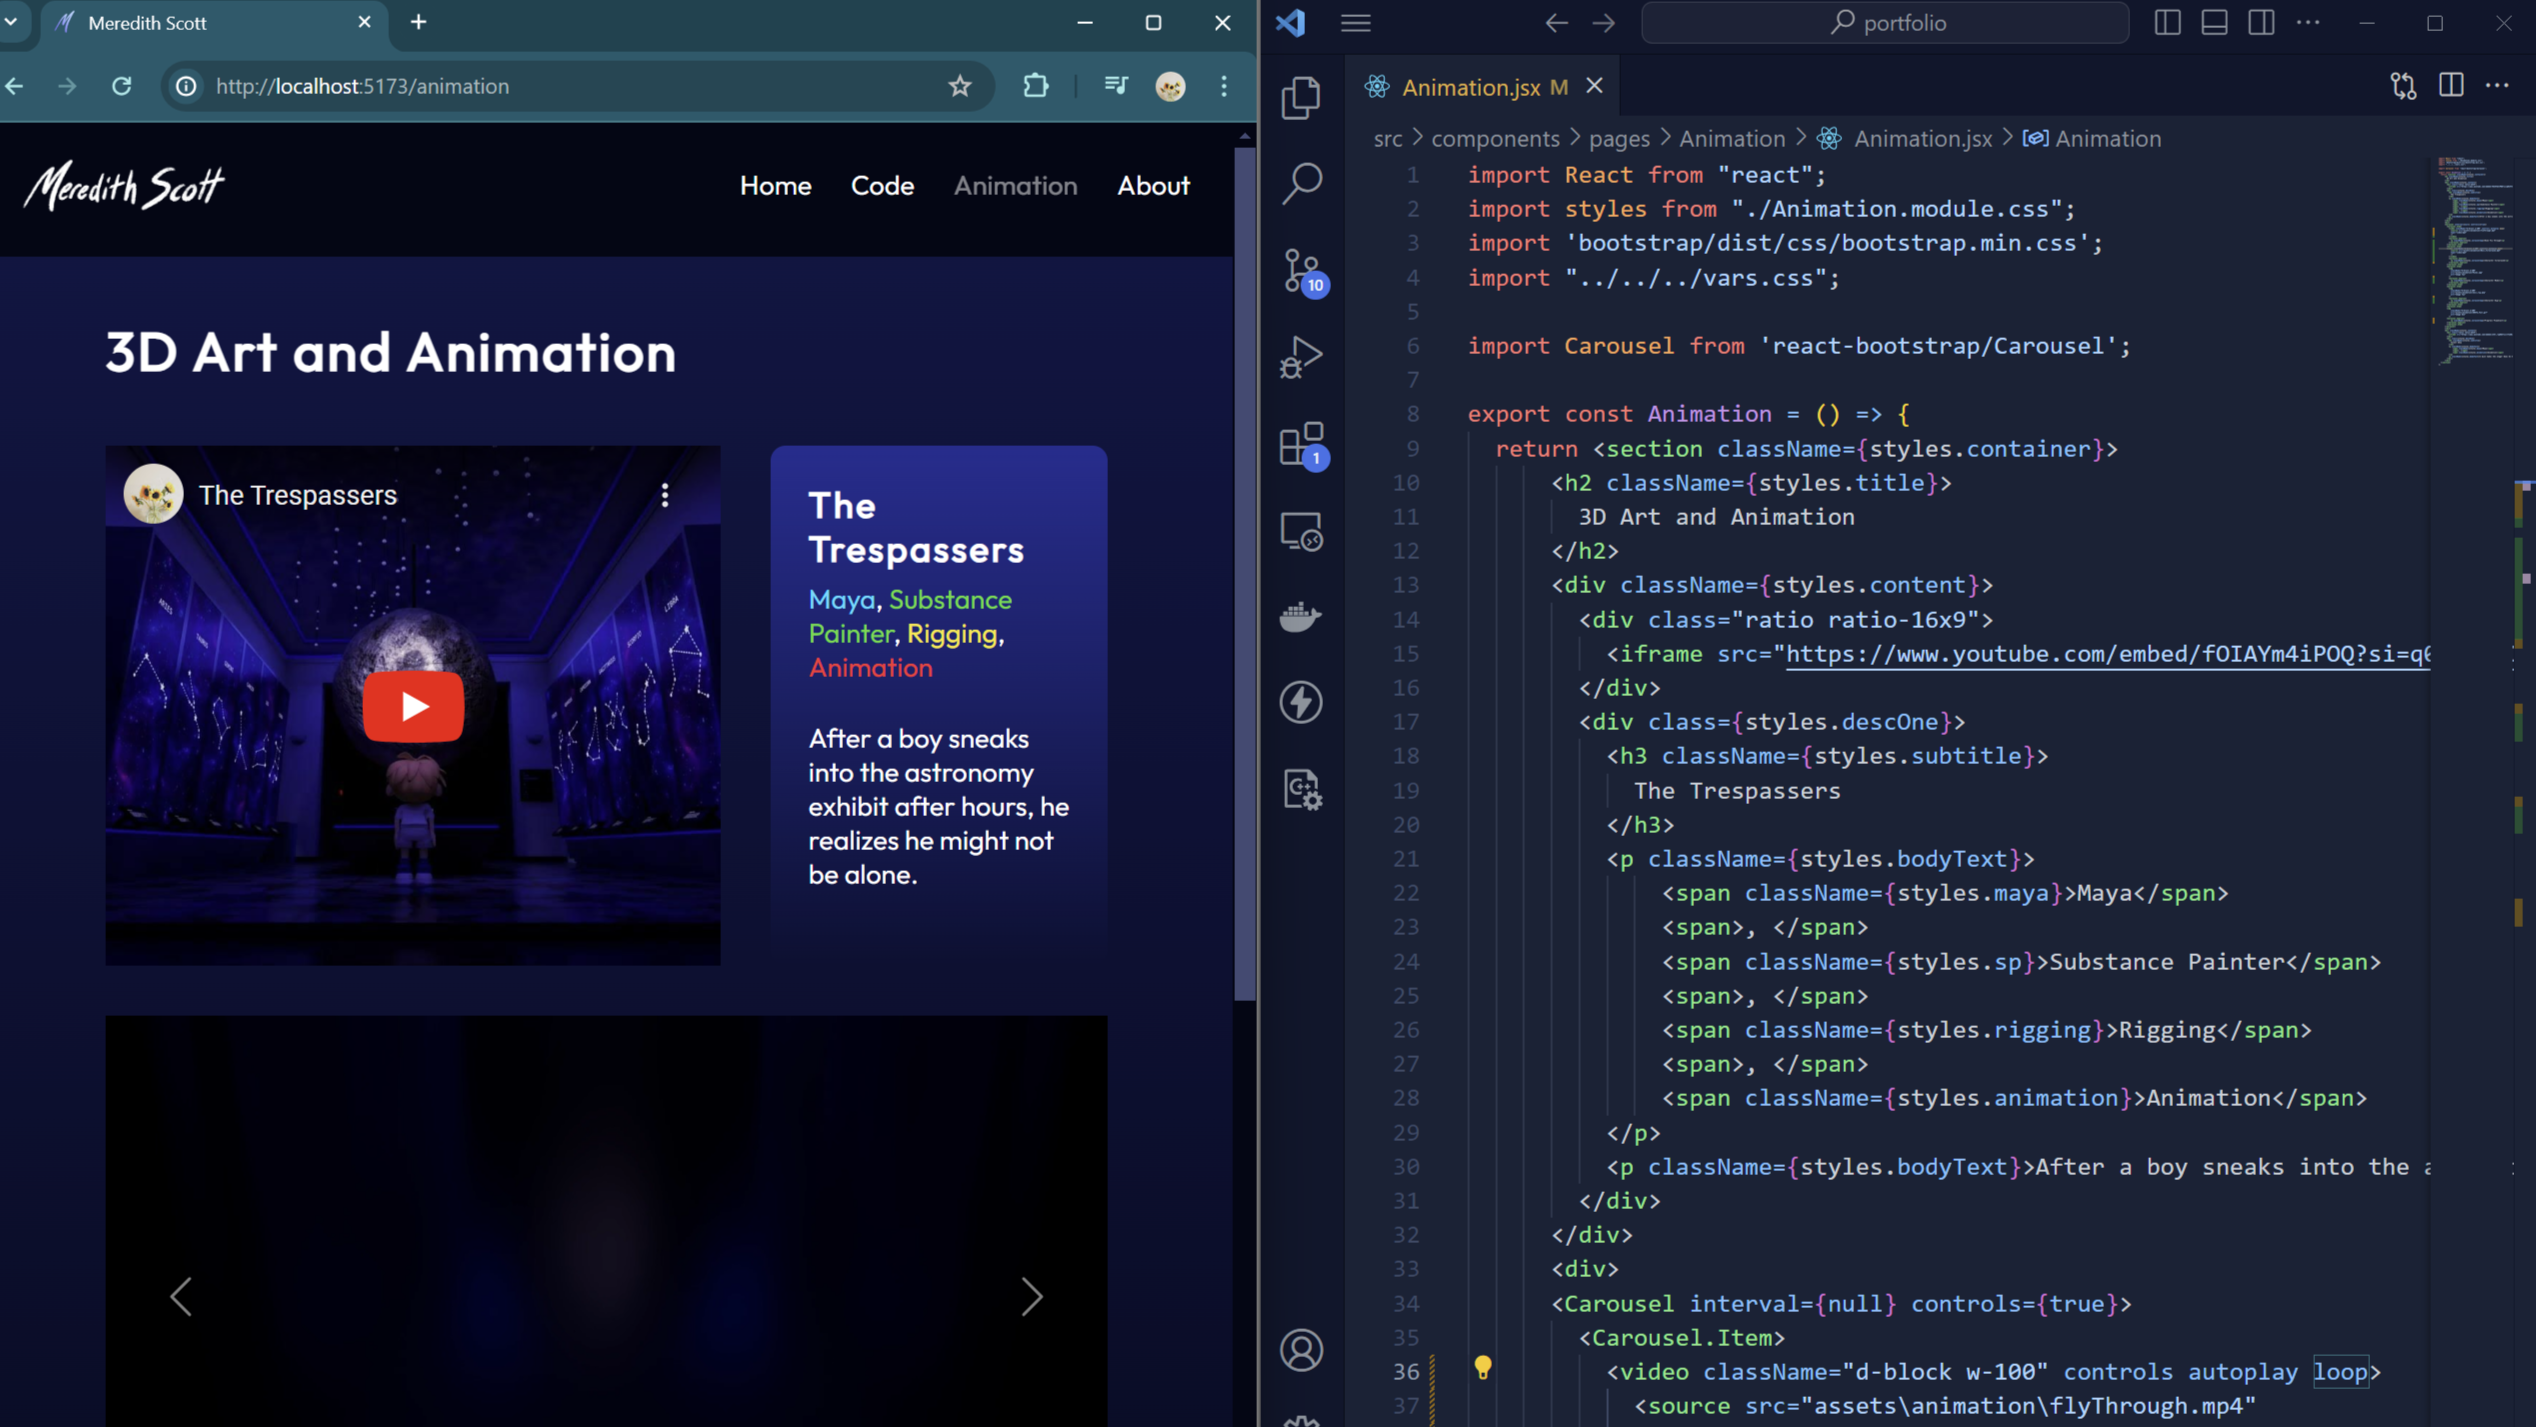 Meredith Scott
http://localhost:5173/animation
Meredith Scott
Home Code Animation About
3D Art and Animation
The Trespassers
ARIES
LIBRA
The
Trespassers
Maya, Substance
Painter, Rigging,
Animation
After a boy sneaks
into the astronomy
exhibit after hours, he
realizes he might not
be alone.
portfolio
10
1
Animation.jsx M
src > components > pages > Animation > Animation.jsx > Animation
1 import React from "react";
2 import styles from "./Animation.module.css";
3 import 'bootstrap/dist/css/bootstrap.min.css';
4 import "../../../vars.css";
5
6 import Carousel from 'react-bootstrap/Carousel';
7
8 export const Animation = () => {
9 return <section className={styles.container}>
10 <h2 className={styles.title}>
11 3D Art and Animation
12 </h2>
13 <div className={styles.content}>
14 <div class="ratio ratio-16x9">
15 <iframe src="https://www.youtube.com/embed/fOIAYm4iPOQ?si=q
16 </div>
17 <div class={styles.descOne}>
18 <h3 className={styles.subtitle}>
19 The Trespassers
20 </h3>
21 <p className={styles.bodyText}>
22 <span className={styles.maya}>Maya</span>
23 <span>, </span>
24 <span className={styles.sp}>Substance Painter</span>
25 <span>, </span>
26 <span className={styles.rigging}>Rigging</span>
27 <span>, </span>
28 <span className={styles.animation}>Animation</span>
29 </p>
30 <p className={styles.bodyText}>After a boy sneaks into the a
31 </div>
32 </div>
33 <div>
34 <Carousel interval={null} controls={true}>
35 <Carousel.Item>
36 <video className="d-block w-100" controls autoplay loop>
37 <source src="assets\animation\flyThrough.mp4"